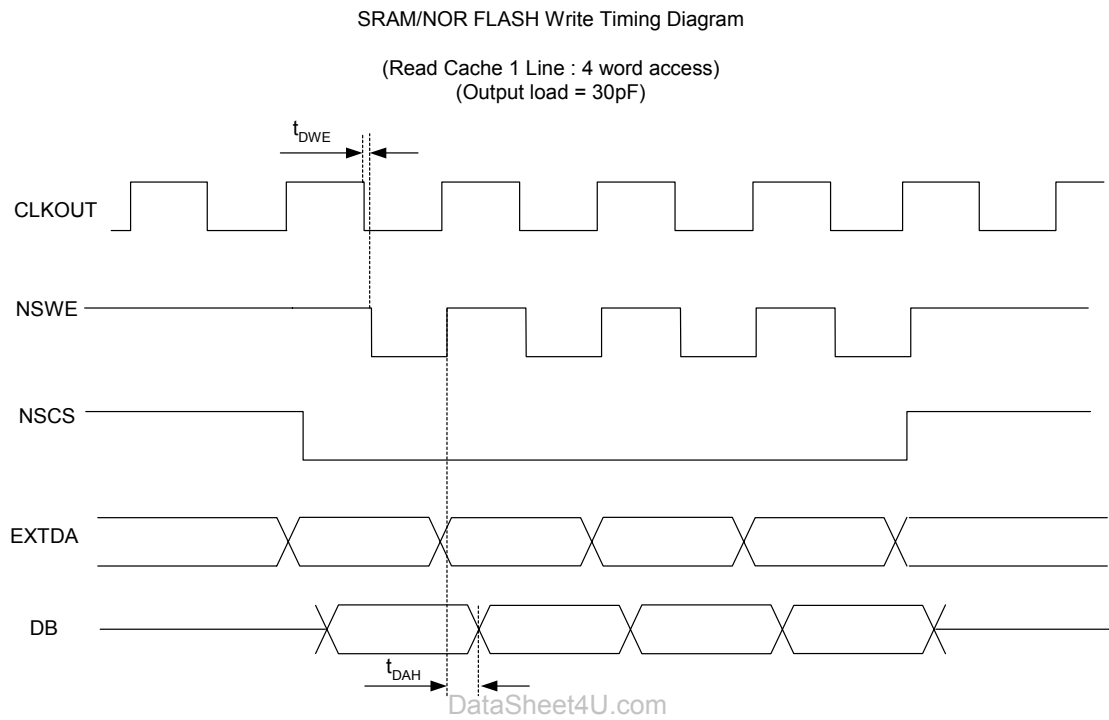 SRAM/NOR FLASH Write Timing Diagram
(Read Cache 1 Line : 4 word access)
(Output load = 30pF)
tDWE
CLKOUT
NSWE
NSCS
EXTDA
DB
tDAH
DataSheet4U.com